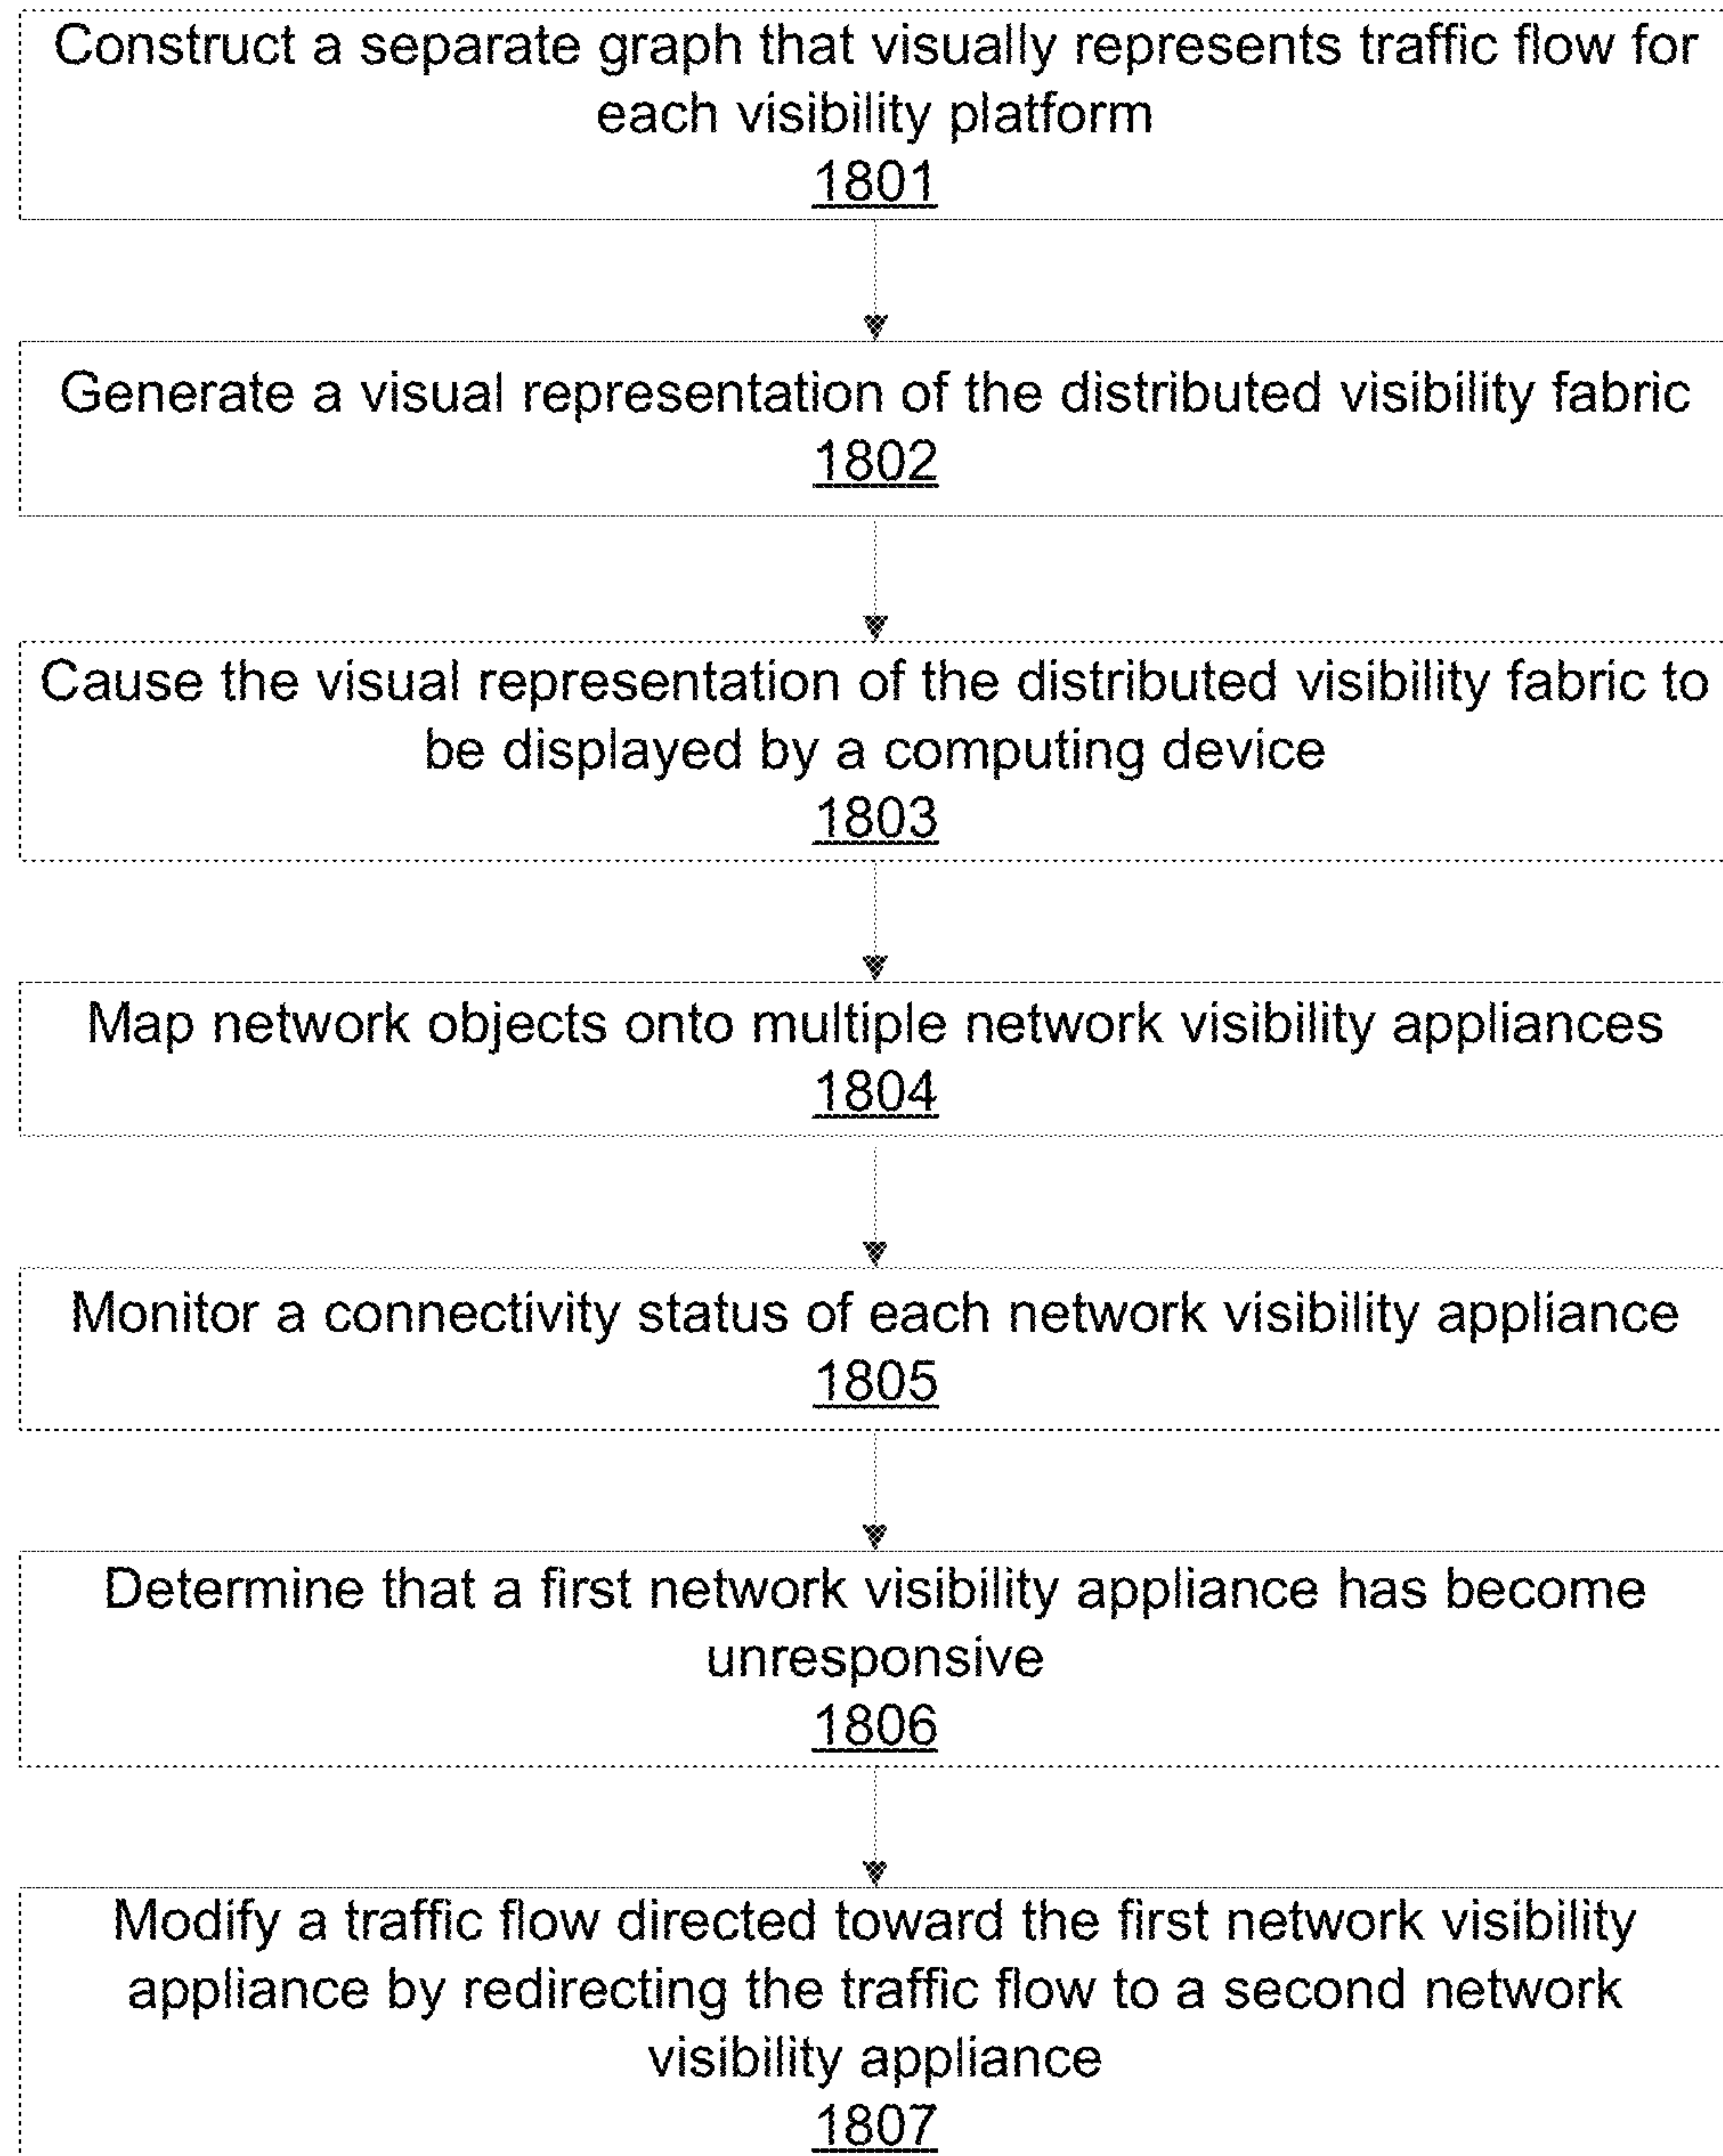 Construct a separate graph that visually represents traffic flow for
each visibility platform
1801
Generate a visual representation of the distributed visibility fabric
1802
Cause the visual representation of the distributed visibility fabric to
be displayed by a computing device
1803
Map network objects onto multiple network visibility appliances
1804
Monitor a connectivity status of each network visibility appliance
1805
Determine that a first network visibility appliance has become
unresponsive
1806
Modify a traffic flow directed toward the first network visibility
appliance by redirecting the traffic flow to a second network
visibility appliance
1807